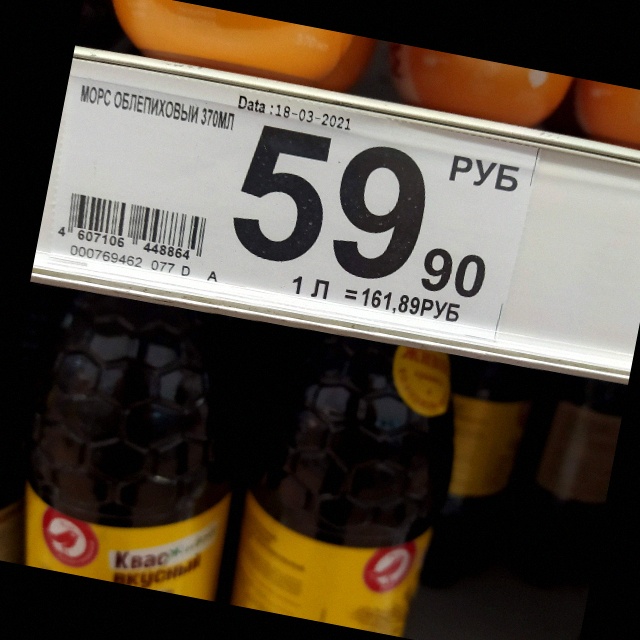 МОРС ОБЛЕПИХОВЫЙ 370МЛ
Data :18-03-2021
59 90
РУБ
4 607106 448864
000769462 077 D A
1 Л =161,89РУБ
Квас
вкусный